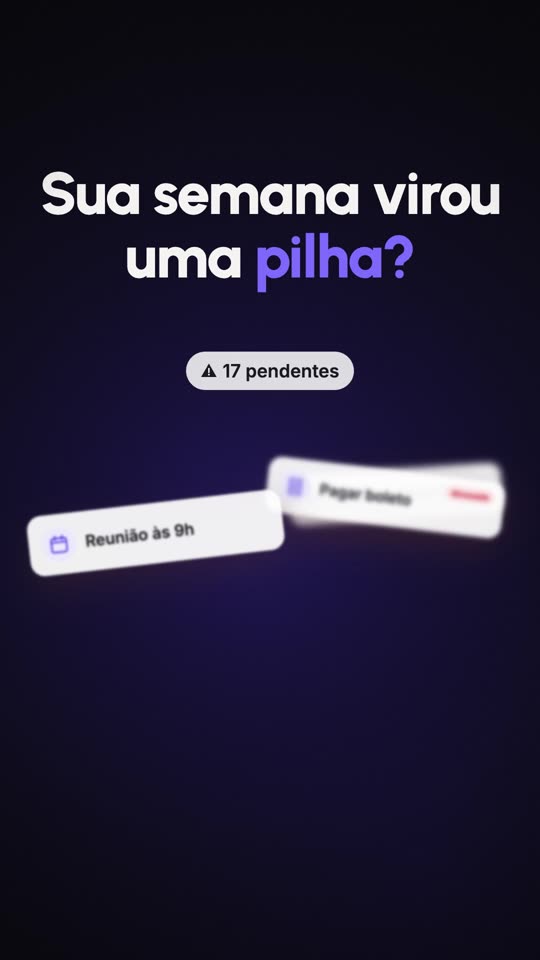 Sua semana virou
uma pilha?
17 pendentes
Pagar boleto
Reunião às 9h